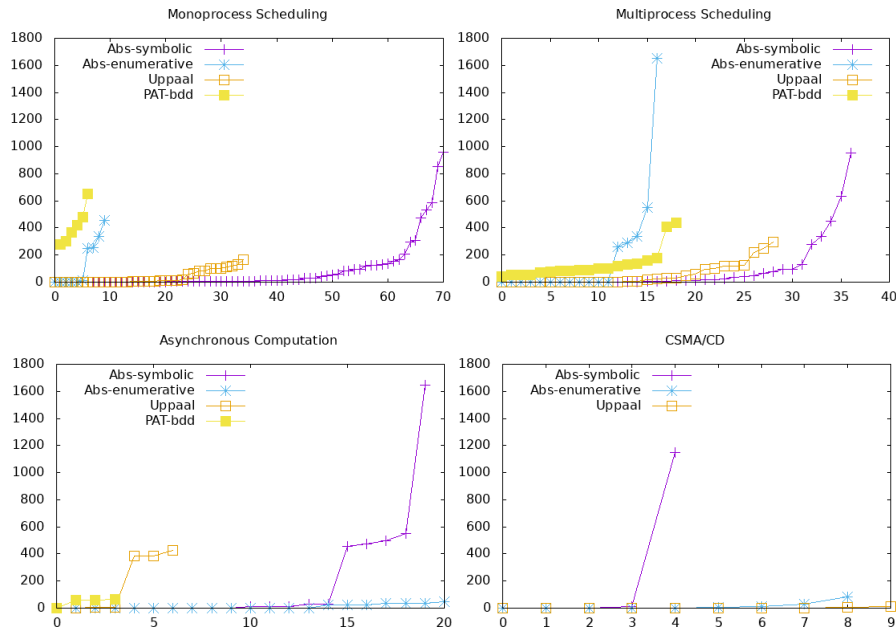 Monoprocess Scheduling
1800
1600
1400
1200
1000
800
600
400
200
0
Abs-symbolic
Abs-enumerative
Uppaal
PAT-bdd
0 10 20 30 40 50 60 70
Multiprocess Scheduling
1800
1600
1400
1200
1000
800
600
400
200
0
Abs-symbolic
Abs-enumerative
Uppaal
PAT-bdd
0 5 10 15 20 25 30 35 40
Asynchronous Computation
1800
1600
1400
1200
1000
800
600
400
200
0
Abs-symbolic
Abs-enumerative
Uppaal
PAT-bdd
0 5 10 15 20
CSMA/CD
1800
1600
1400
1200
1000
800
600
400
200
0
Abs-symbolic
Abs-enumerative
Uppaal
0 1 2 3 4 5 6 7 8 9